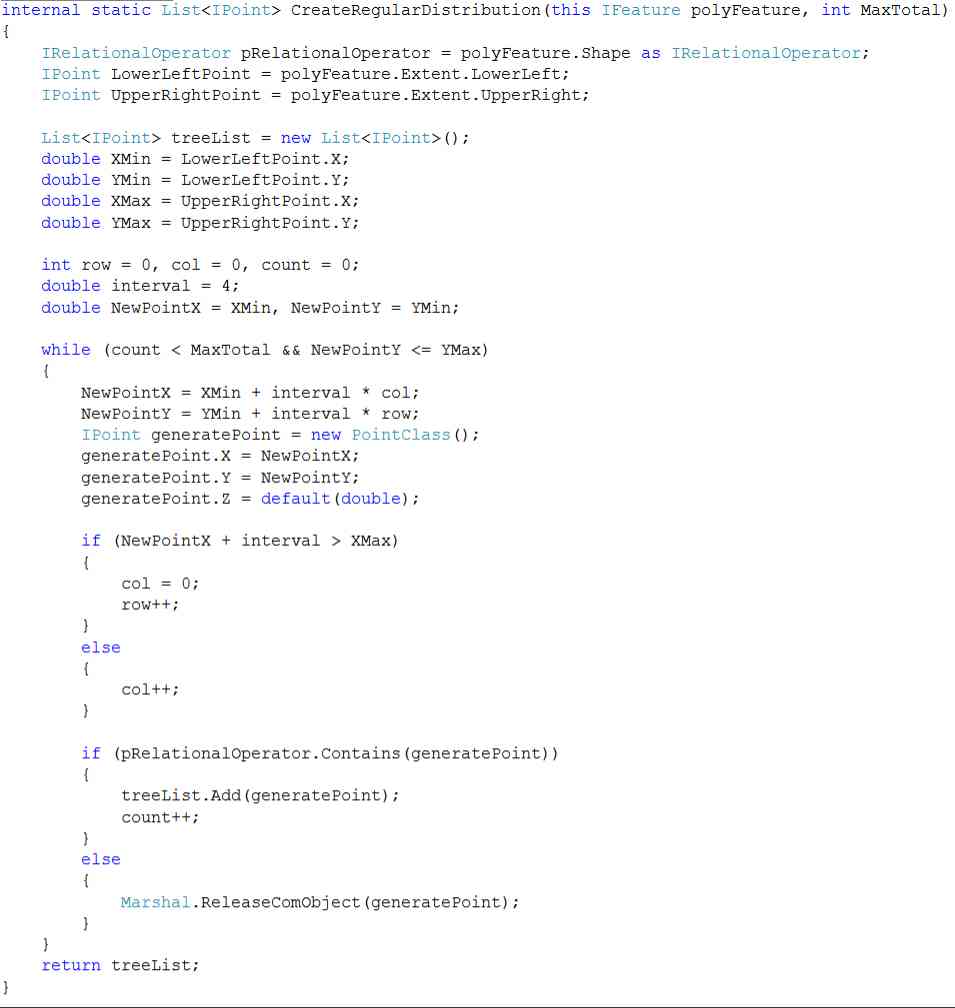 internal static List<IPoint> CreateRegularDistribution(this IFeature polyFeature, int MaxTotal)
{
    IRelationalOperator pRelationalOperator = polyFeature.Shape as IRelationalOperator;
    IPoint LowerLeftPoint = polyFeature.Extent.LowerLeft;
    IPoint UpperRightPoint = polyFeature.Extent.UpperRight;

    List<IPoint> treeList = new List<IPoint>();
    double XMin = LowerLeftPoint.X;
    double YMin = LowerLeftPoint.Y;
    double XMax = UpperRightPoint.X;
    double YMax = UpperRightPoint.Y;

    int row = 0, col = 0, count = 0;
    double interval = 4;
    double NewPointX = XMin, NewPointY = YMin;

    while (count < MaxTotal && NewPointY <= YMax)
    {
        NewPointX = XMin + interval * col;
        NewPointY = YMin + interval * row;
        IPoint generatePoint = new PointClass();
        generatePoint.X = NewPointX;
        generatePoint.Y = NewPointY;
        generatePoint.Z = default(double);

        if (NewPointX + interval > XMax)
        {
            col = 0;
            row++;
        }
        else
        {
            col++;
        }

        if (pRelationalOperator.Contains(generatePoint))
        {
            treeList.Add(generatePoint);
            count++;
        }
        else
        {
            Marshal.ReleaseComObject(generatePoint);
        }
    }
    return treeList;
}